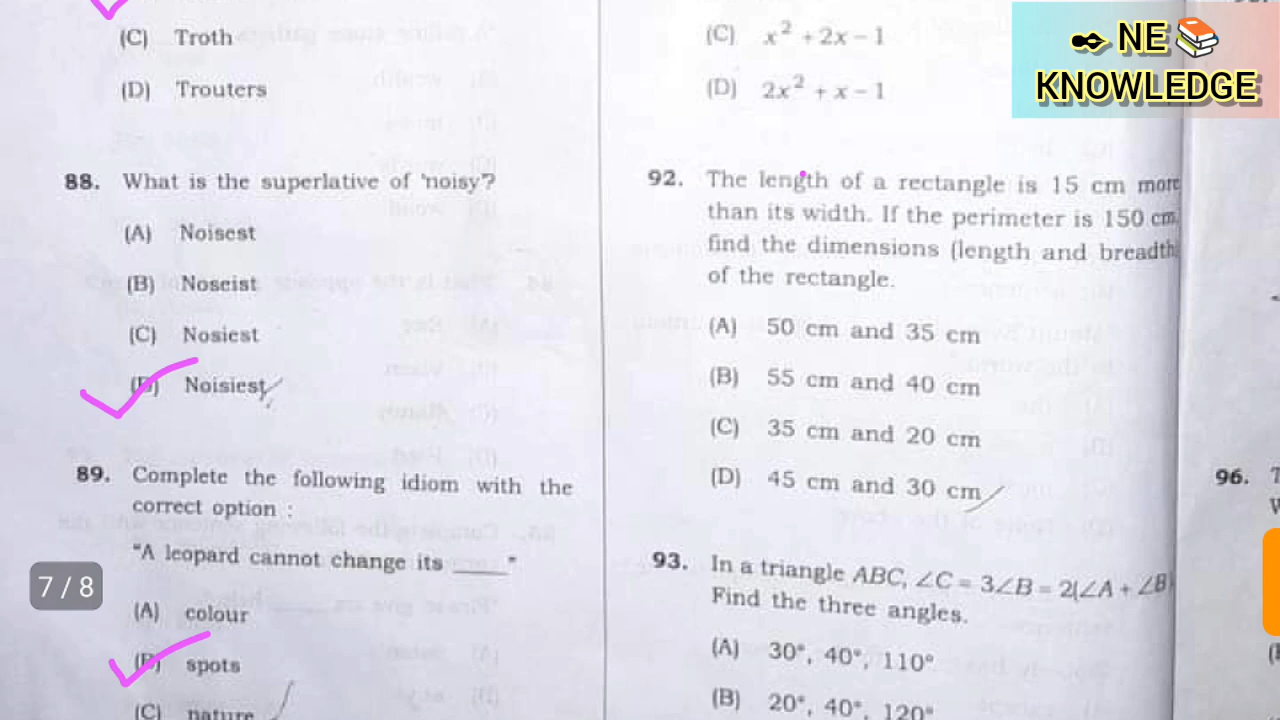 (C) Troth
(D) Trouters
88. What is the superlative of 'noisy'?
(A) Noisest
(B) Noseist
(C) Nosiest
(D) Noisiest
89. Complete the following idiom with the
correct option :
"A leopard cannot change its ____"
(A) colour
(B) spots
(C) nature
7 / 8
(C) x² + 2x − 1
(D) 2x² + x − 1
92. The length of a rectangle is 15 cm more
than its width. If the perimeter is 150 cm,
find the dimensions (length and breadth)
of the rectangle.
(A) 50 cm and 35 cm
(B) 55 cm and 40 cm
(C) 35 cm and 20 cm
(D) 45 cm and 30 cm
93. In a triangle ABC, ∠C = 3∠B = 2(∠A + ∠B)
Find the three angles.
(A) 30°, 40°, 110°
(B) 20°, 40°, 120°
NE
KNOWLEDGE
96.